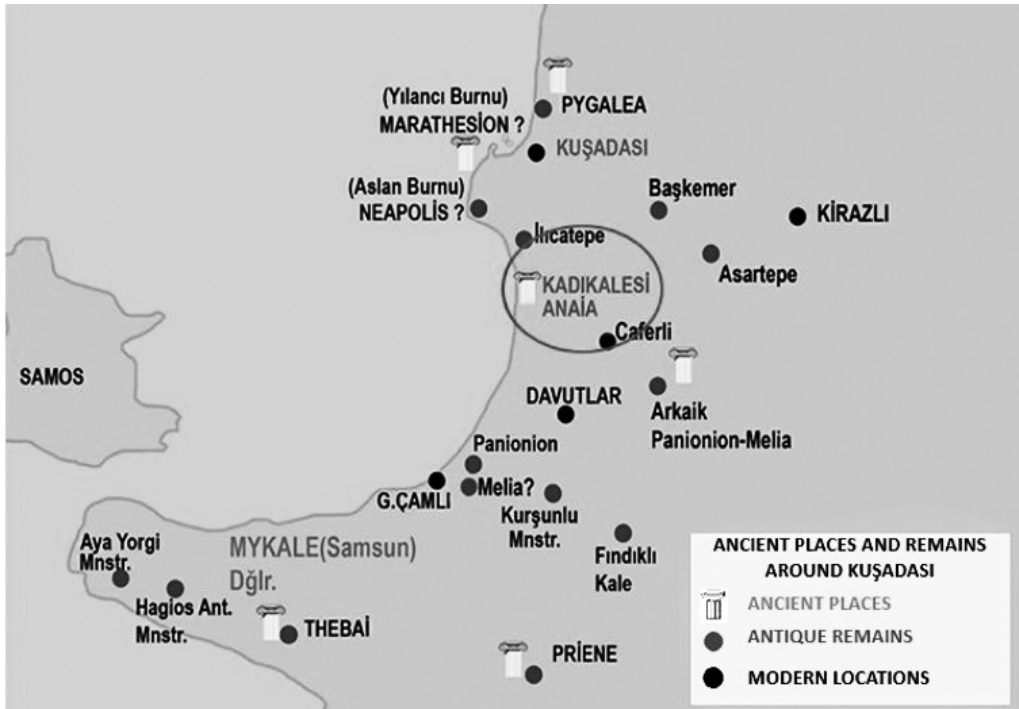 (Yılancı Burnu)
MARATHESİON ?
PYGALEA
KUŞADASI
(Aslan Burnu)
NEAPOLİS ?
Başkemer
KİRAZLI
Ilıcatepe
Asartepe
KADIKALESİ
ANAİA
Caferli
SAMOS
DAVUTLAR
Arkaik
Panionion-Melia
Panionion
G.ÇAMLI
Melia?
Kurşunlu
Mnstr.
Fındıklı
Kale
Aya Yorgi
Mnstr.
MYKALE(Samsun)
Dğlr.
Hagios Ant.
Mnstr.
THEBAİ
PRİENE
ANCIENT PLACES AND REMAINS
AROUND KUŞADASI
ANCIENT PLACES
ANTIQUE REMAINS
MODERN LOCATIONS